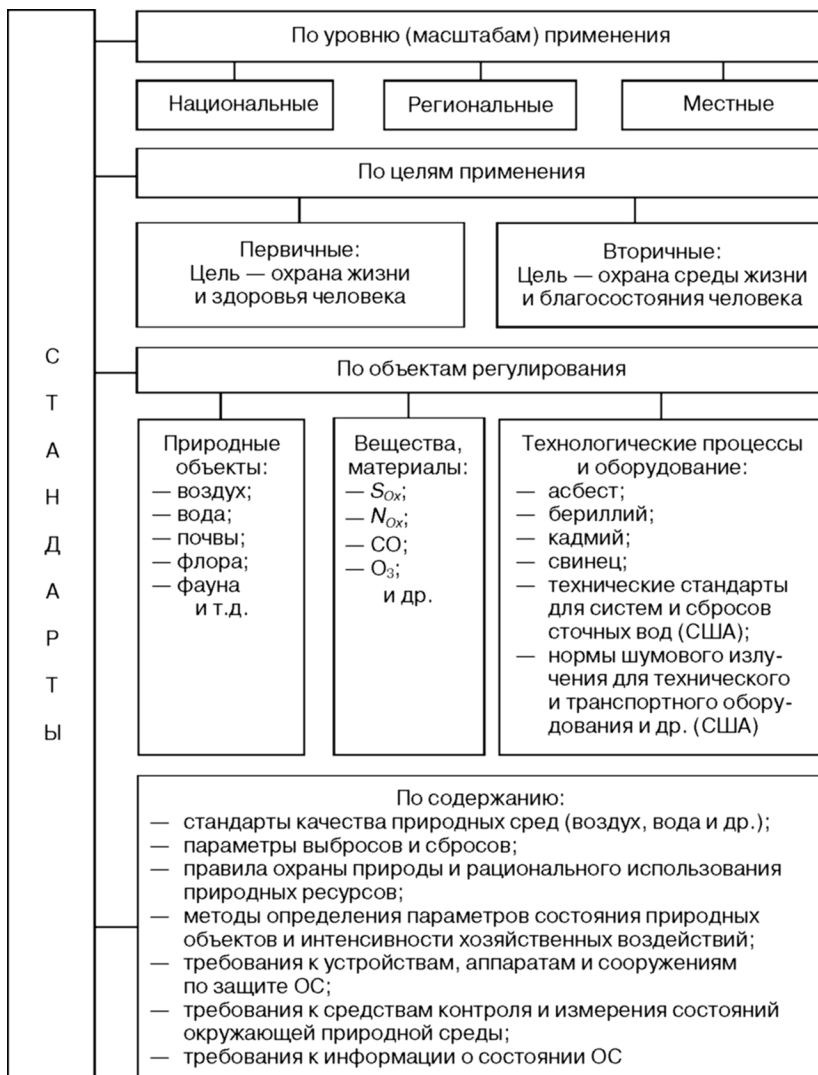 СТАНДАРТЫ
По уровню (масштабам) применения
Национальные
Региональные
Местные
По целям применения
Первичные:
Цель — охрана жизни
и здоровья человека
Вторичные:
Цель — охрана среды жизни
и благосостояния человека
По объектам регулирования
Природные
объекты:
— воздух;
— вода;
— почвы;
— флора;
— фауна
и т.д.
Вещества,
материалы:
— SOx;
— NOx;
— CO;
— O3;
и др.
Технологические процессы
и оборудование:
— асбест;
— бериллий;
— кадмий;
— свинец;
— технические стандарты
для систем и сбросов
сточных вод (США);
— нормы шумового излу-
чения для технического
и транспортного обору-
дования и др. (США)
По содержанию:
— стандарты качества природных сред (воздух, вода и др.);
— параметры выбросов и сбросов;
— правила охраны природы и рационального использования
природных ресурсов;
— методы определения параметров состояния природных
объектов и интенсивности хозяйственных воздействий;
— требования к устройствам, аппаратам и сооружениям
по защите ОС;
— требования к средствам контроля и измерения состояний
окружающей природной среды;
— требования к информации о состоянии ОС